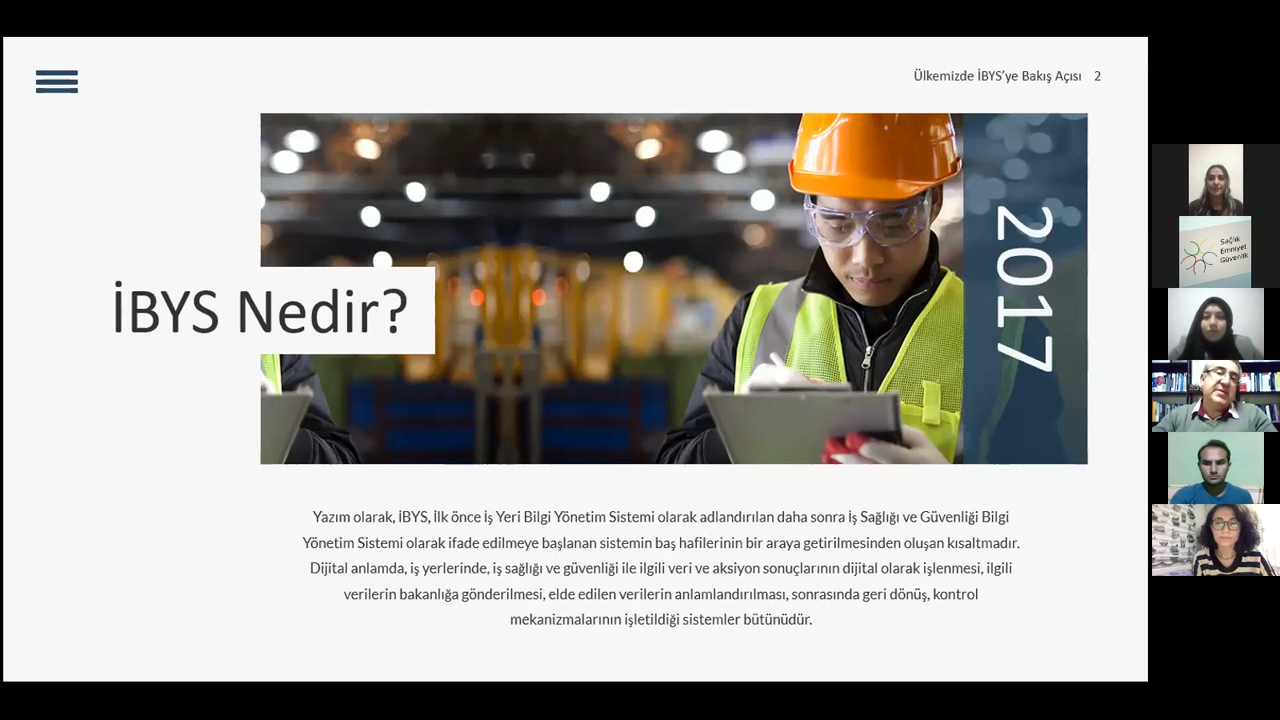 Ülkemizde İBYS'ye Bakış Açısı 2
2017
İBYS Nedir?
Yazım olarak, İBYS, İlk önce İş Yeri Bilgi Yönetim Sistemi olarak adlandırılan daha sonra İş Sağlığı ve Güvenliği Bilgi
Yönetim Sistemi olarak ifade edilmeye başlanan sistemin baş hafilerinin bir araya getirilmesinden oluşan kısaltmadır.
Dijital anlamda, iş yerlerinde, iş sağlığı ve güvenliği ile ilgili veri ve aksiyon sonuçlarının dijital olarak işlenmesi, ilgili
verilerin bakanlığa gönderilmesi, elde edilen verilerin anlamlandırılması, sonrasında geri dönüş, kontrol
mekanizmalarının işletildiği sistemler bütünüdür.
Sağlık
Emniyet
Güvenlik